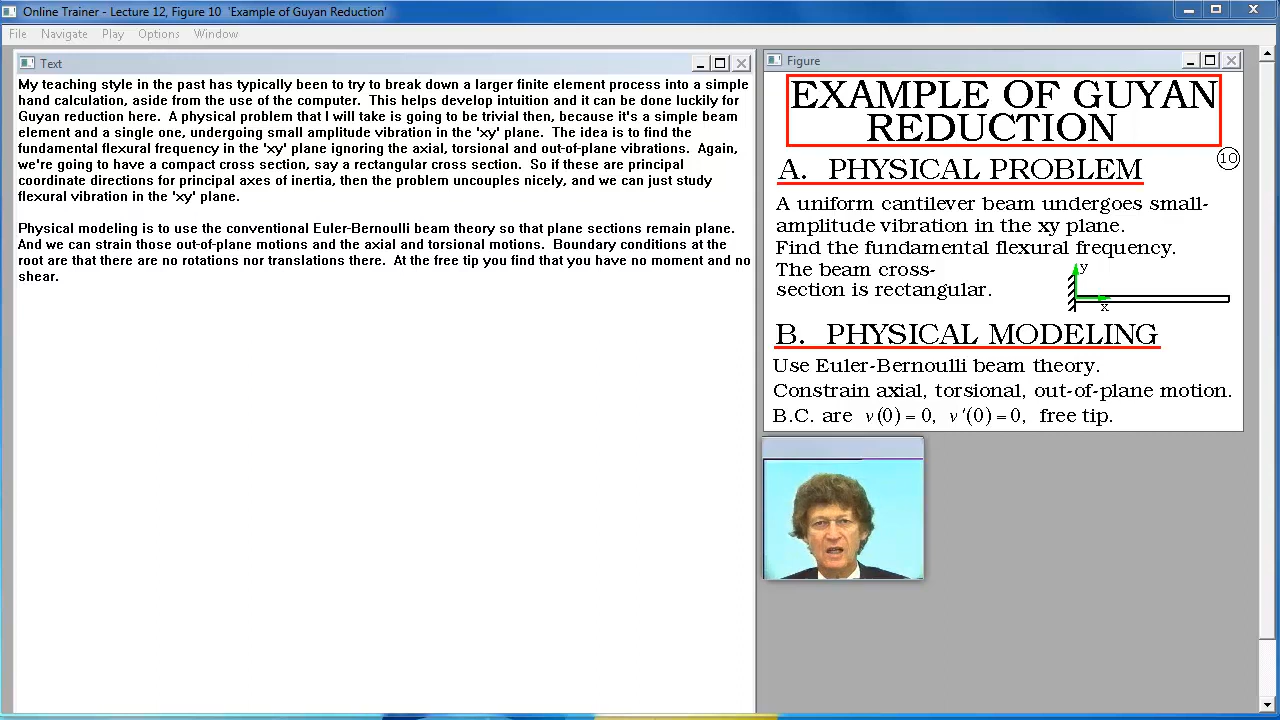 Online Trainer - Lecture 12, Figure 10 'Example of Guyan Reduction'
File Navigate Play Options Window
Text
My teaching style in the past has typically been to try to break down a larger finite element process into a simple
hand calculation, aside from the use of the computer. This helps develop intuition and it can be done luckily for
Guyan reduction here. A physical problem that I will take is going to be trivial then, because it's a simple beam
element and a single one, undergoing small amplitude vibration in the 'xy' plane. The idea is to find the
fundamental flexural frequency in the 'xy' plane ignoring the axial, torsional and out-of-plane vibrations. Again,
we're going to have a compact cross section, say a rectangular cross section. So if these are principal
coordinate directions for principal axes of inertia, then the problem uncouples nicely, and we can just study
flexural vibration in the 'xy' plane.
Physical modeling is to use the conventional Euler-Bernoulli beam theory so that plane sections remain plane.
And we can strain those out-of-plane motions and the axial and torsional motions. Boundary conditions at the
root are that there are no rotations nor translations there. At the free tip you find that you have no moment and no
shear.
Figure
EXAMPLE OF GUYAN
REDUCTION
10
A. PHYSICAL PROBLEM
A uniform cantilever beam undergoes small-
amplitude vibration in the xy plane.
Find the fundamental flexural frequency.
The beam cross-
section is rectangular.
y
x
B. PHYSICAL MODELING
Use Euler-Bernoulli beam theory.
Constrain axial, torsional, out-of-plane motion.
B.C. are v(0) = 0, v'(0) = 0, free tip.